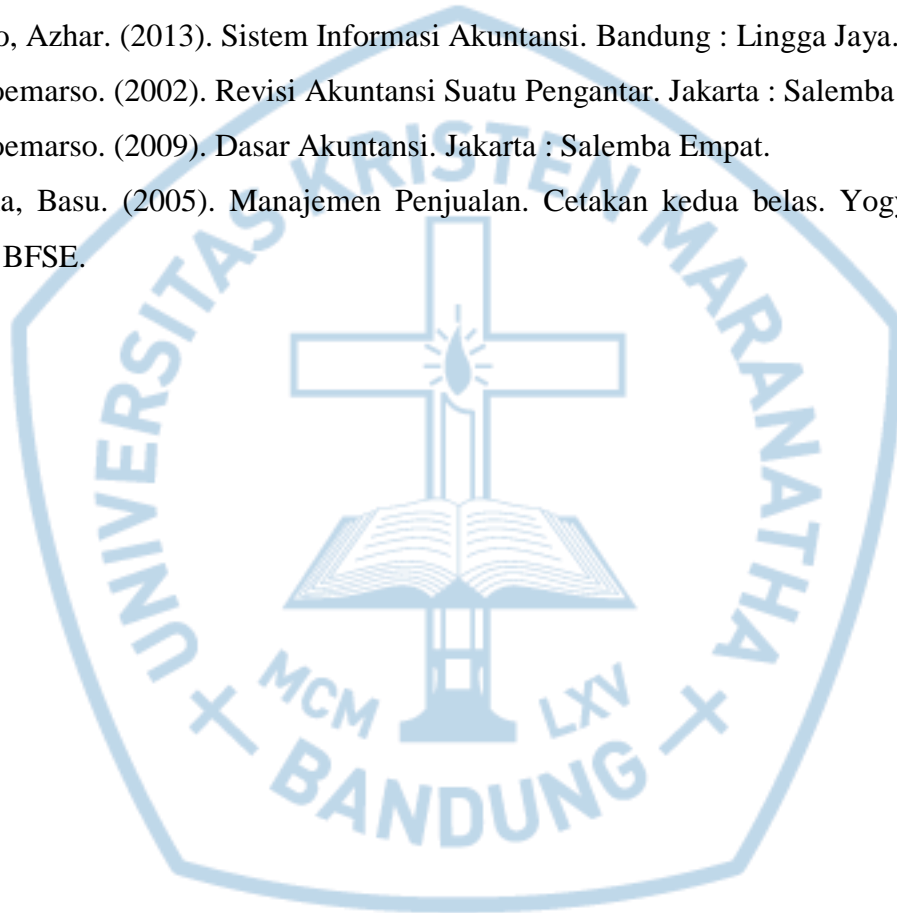 o, Azhar. (2013). Sistem Informasi Akuntansi. Bandung : Lingga Jaya.
oemarso. (2002). Revisi Akuntansi Suatu Pengantar. Jakarta : Salemba
oemarso. (2009). Dasar Akuntansi. Jakarta : Salemba Empat.
a, Basu. (2005). Manajemen Penjualan. Cetakan kedua belas. Yogy
BFSE.
UNIVERSITAS KRISTEN MARANATHA
MCM LXV
BANDUNG